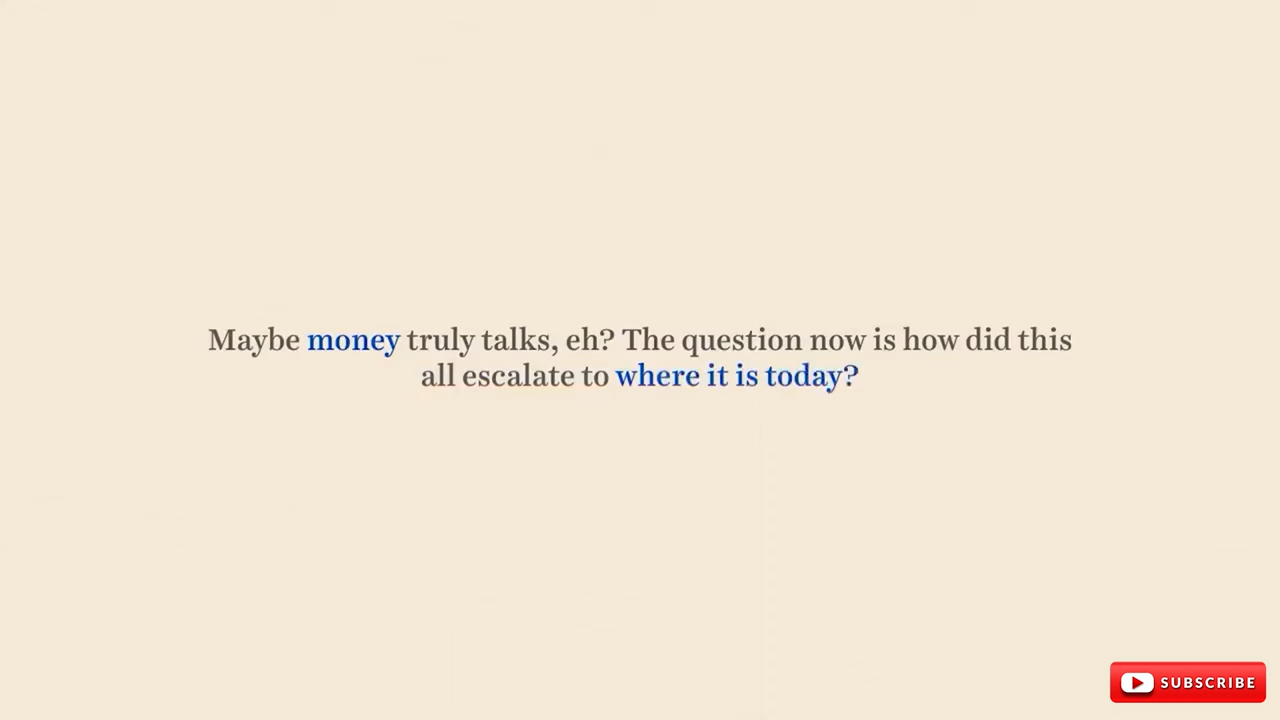 Maybe money truly talks, eh? The question now is how did this
all escalate to where it is today?
SUBSCRIBE